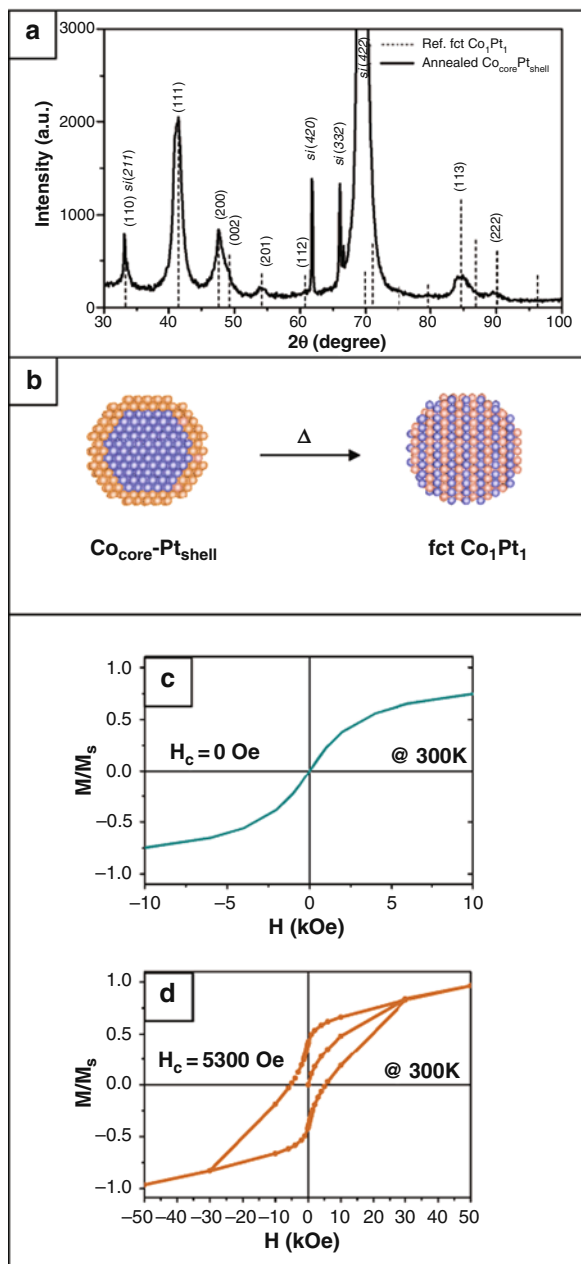 a
3000
2000
1000
0
Intensity (a.u.)
(110) si(211)
(111)
(200)
(002)
(201)
(112)
si(420)
si(332)
si(422)
(113)
(222)
Ref. fct Co1Pt1
Annealed CocorePtshell
30 40 50 60 70 80 90 100
2θ (degree)
b
Δ
Cocore-Ptshell
fct Co1Pt1
c
1.0
0.5
0.0
−0.5
−1.0
M/Ms
Hc = 0 Oe
@ 300K
−10 −5 0 5 10
H (kOe)
d
1.0
0.5
0.0
−0.5
−1.0
M/Ms
Hc = 5300 Oe
@ 300K
−50 −40 −30 −20 −10 0 10 20 30 40 50
H (kOe)